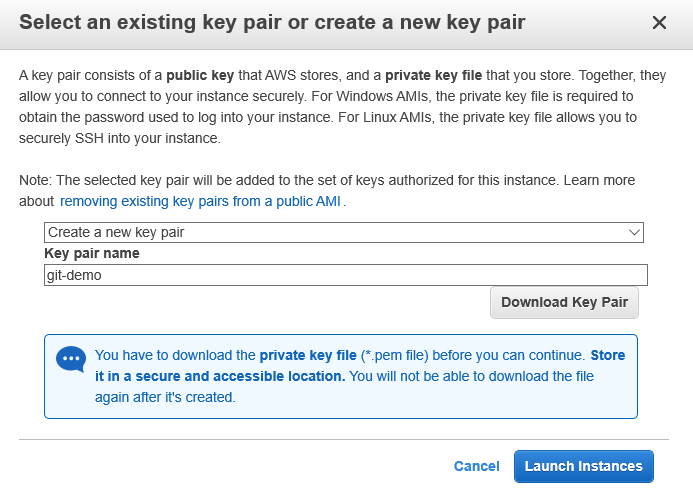 Select an existing key pair or create a new key pair
A key pair consists of a public key that AWS stores, and a private key file that you store. Together, they
allow you to connect to your instance securely. For Windows AMIs, the private key file is required to
obtain the password used to log into your instance. For Linux AMIs, the private key file allows you to
securely SSH into your instance.
Note: The selected key pair will be added to the set of keys authorized for this instance. Learn more
about removing existing key pairs from a public AMI .
Create a new key pair
Key pair name
git-demo
Download Key Pair
You have to download the private key file (*.pem file) before you can continue. Store
it in a secure and accessible location. You will not be able to download the file
again after it's created.
Cancel
Launch Instances